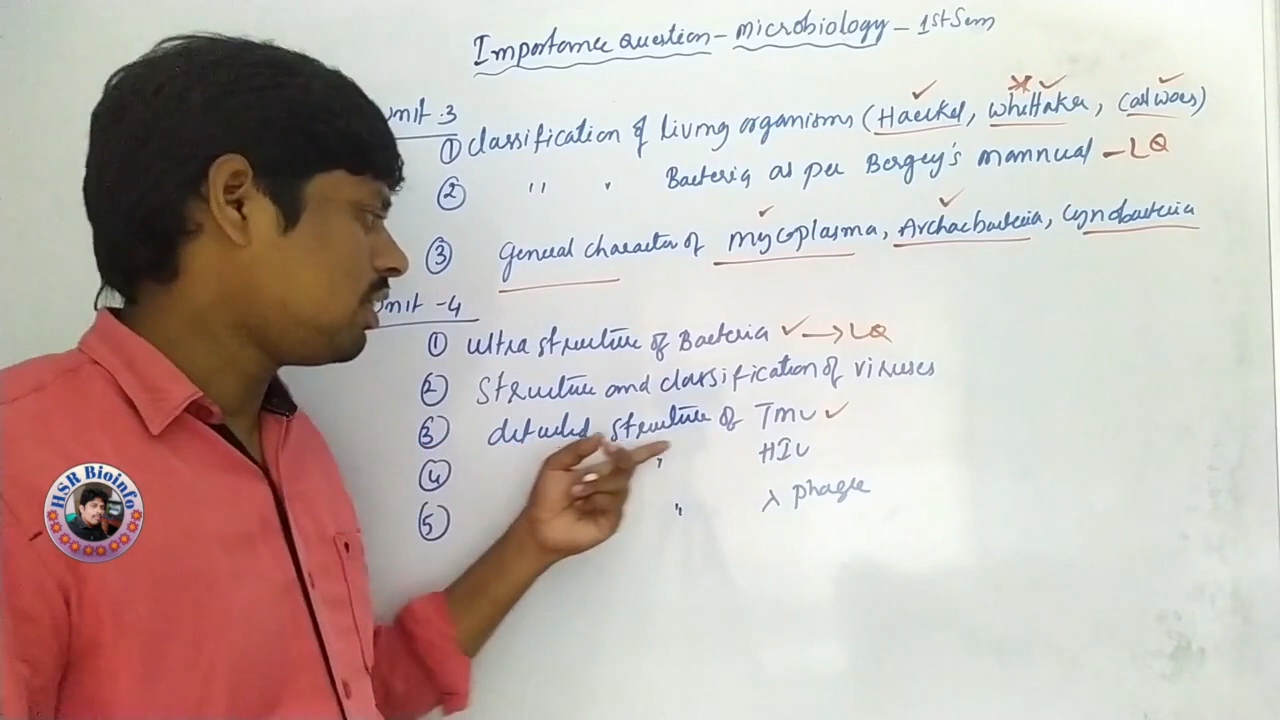 Importance Question - Microbiology - 1st Sem
unit .3
① classification of living organisms (Haeckel, Whittaker, Carl Woes)
② " " Bacteria as per Bergey's mannual - LQ
③ General character of mycoplasma, Archaebacteria, Cynobacteria
unit - 4
① ultra structure of Bacteria ✓ → LQ
② structure and classification of viruses
③ detailed structure of TMV ✓
④ " HIV
⑤ " λ phage
HSR Bioinfo